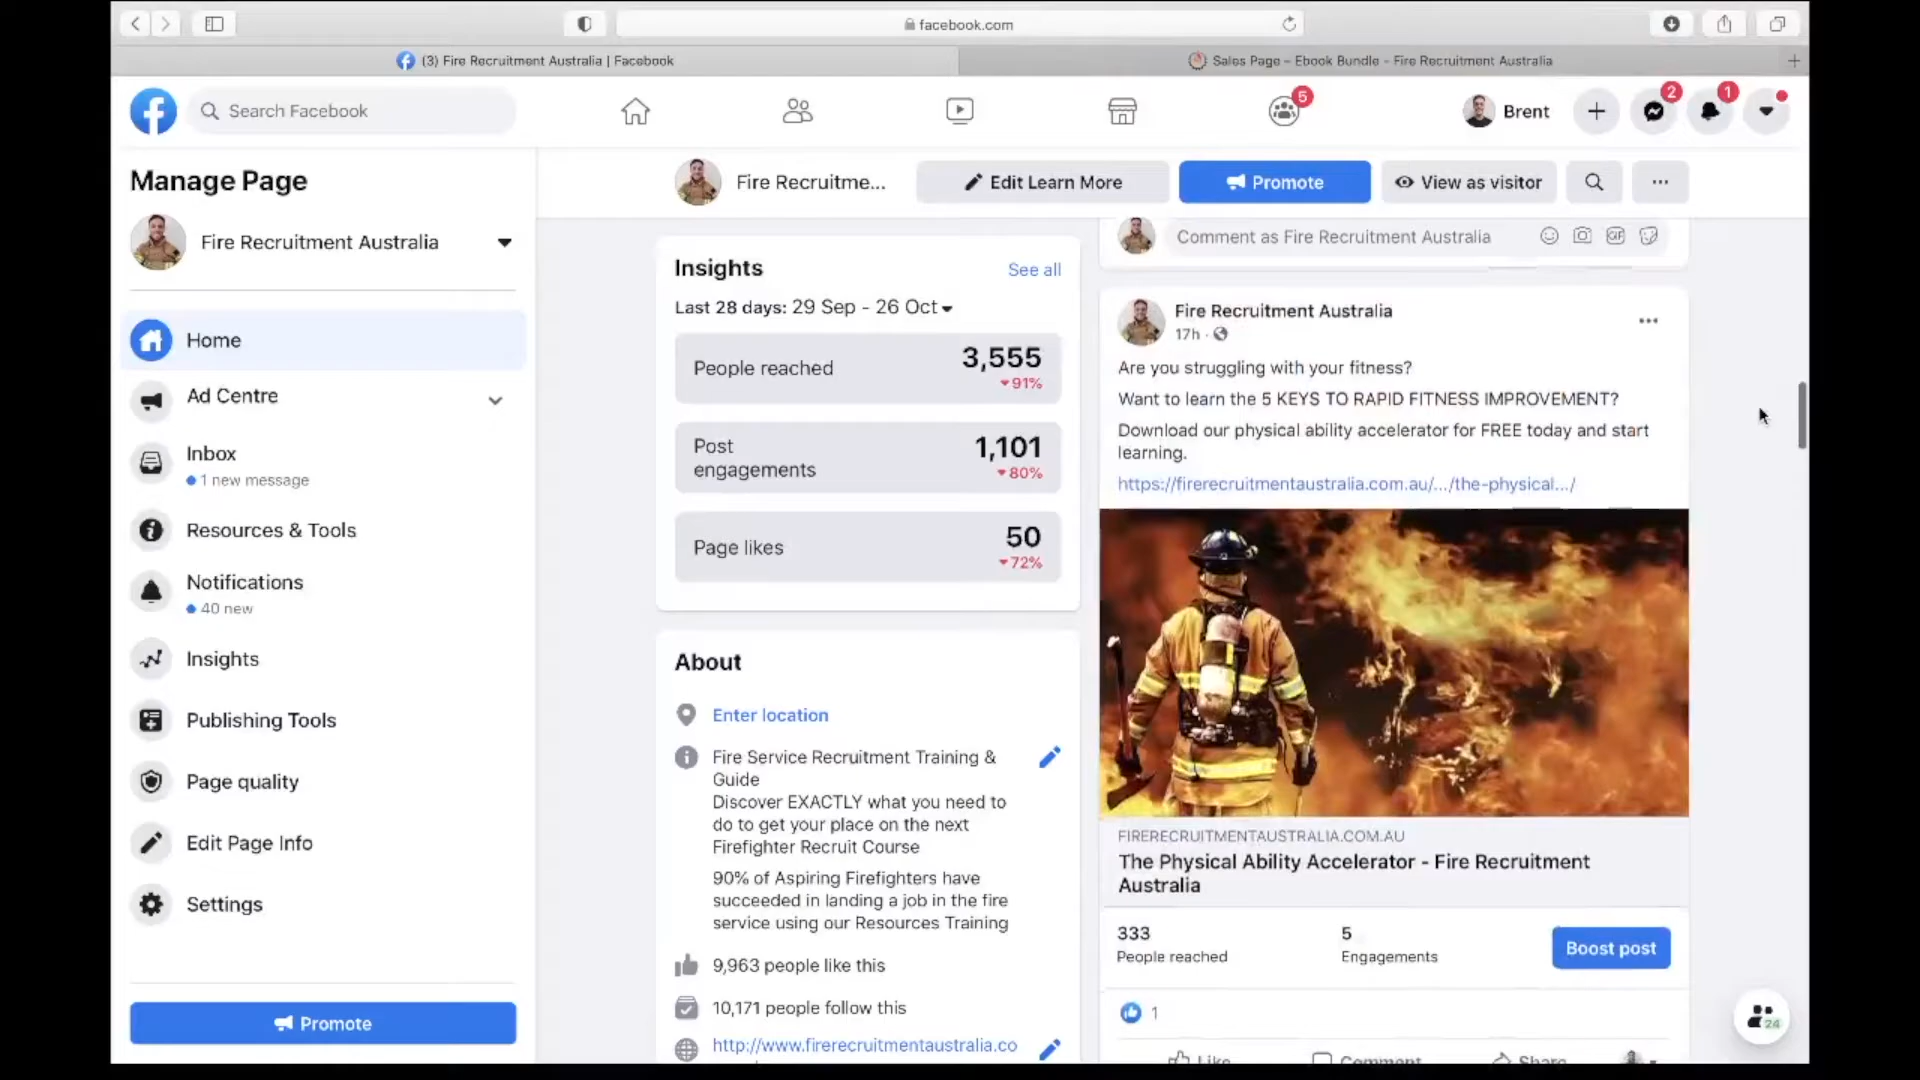 facebook.com
(3) Fire Recruitment Australia | Facebook
Sales Page – Ebook Bundle - Fire Recruitment Australia
Search Facebook
5
Brent
2
1
Manage Page
Fire Recruitment Australia
Home
Ad Centre
Inbox
1 new message
Resources & Tools
Notifications
40 new
Insights
Publishing Tools
Page quality
Edit Page Info
Settings
Promote
Fire Recruitme...
Edit Learn More
Promote
View as visitor
Insights
See all
Last 28 days: 29 Sep - 26 Oct
People reached
3,555
91%
Post
engagements
1,101
80%
Page likes
50
72%
About
Enter location
Fire Service Recruitment Training &
Guide
Discover EXACTLY what you need to
do to get your place on the next
Firefighter Recruit Course
90% of Aspiring Firefighters have
succeeded in landing a job in the fire
service using our Resources Training
9,963 people like this
10,171 people follow this
http://www.firerecruitmentaustralia.co
Comment as Fire Recruitment Australia
GIF
Fire Recruitment Australia
17h ·
Are you struggling with your fitness?
Want to learn the 5 KEYS TO RAPID FITNESS IMPROVEMENT?
Download our physical ability accelerator for FREE today and start
learning.
https://firerecruitmentaustralia.com.au/.../the-physical.../
FIRERECRUITMENTAUSTRALIA.COM.AU
The Physical Ability Accelerator - Fire Recruitment
Australia
333
People reached
5
Engagements
Boost post
1
Like
Comment
Share
24